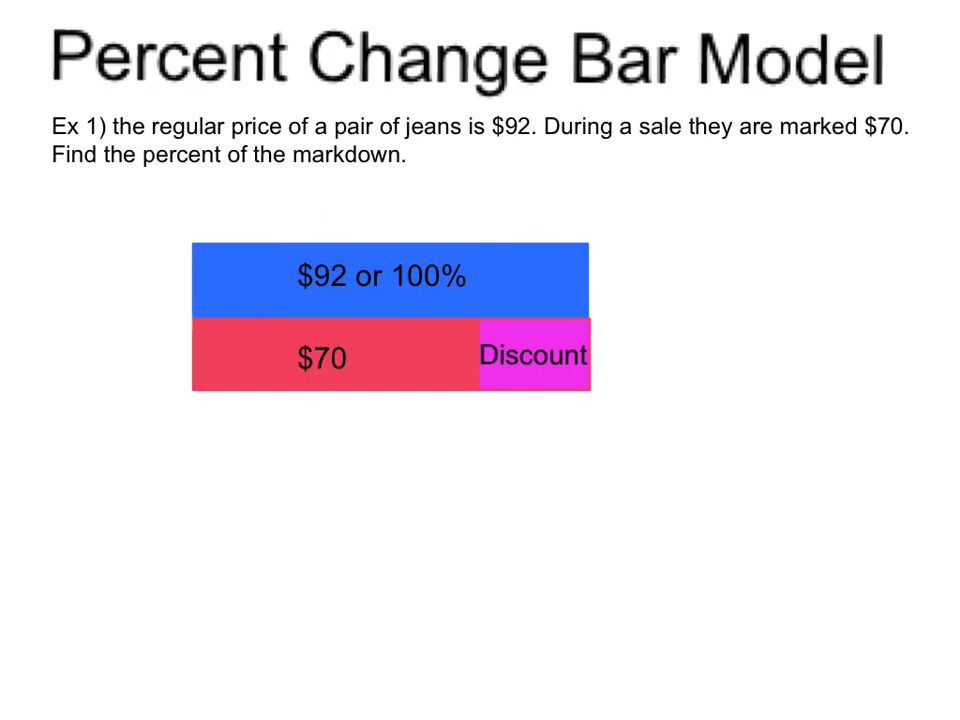 Percent Change Bar Model
Ex 1) the regular price of a pair of jeans is $92. During a sale they are marked $70.
Find the percent of the markdown.
$92 or 100%
$70
Discount